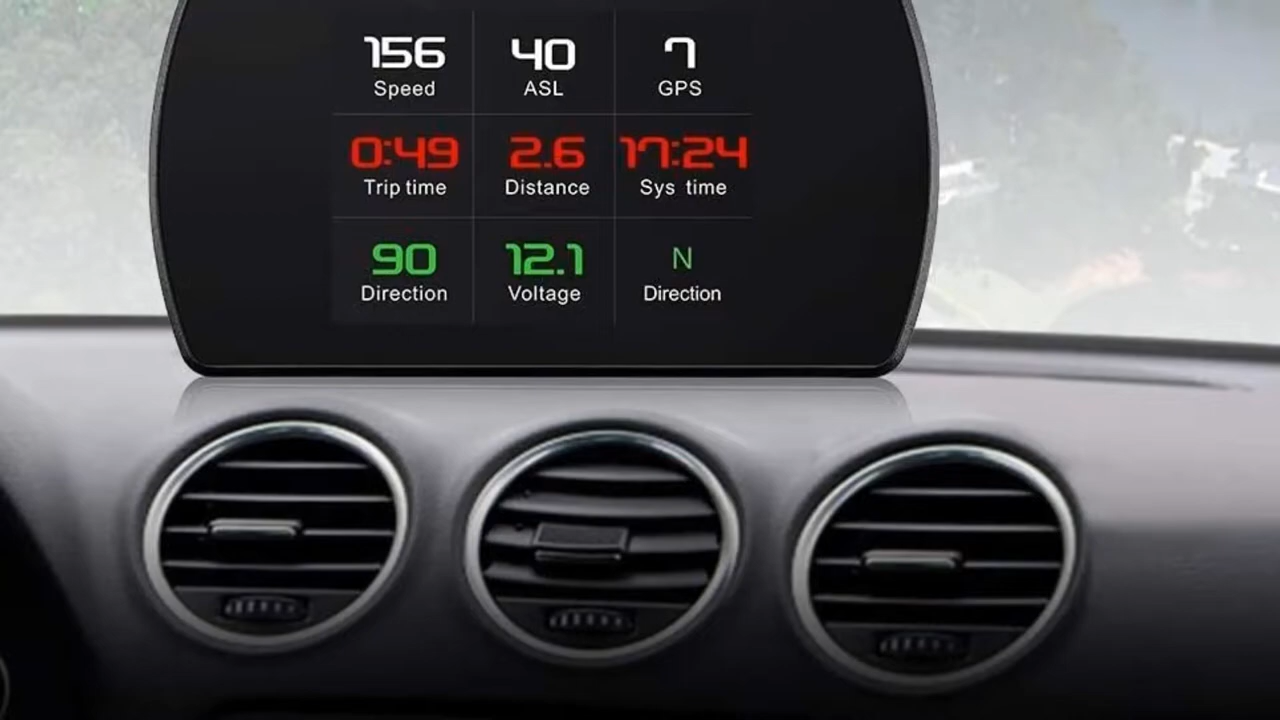 156 40 7
Speed ASL GPS
0:49 2.6 17:24
Trip time Distance Sys time
90 12.1 N
Direction Voltage Direction